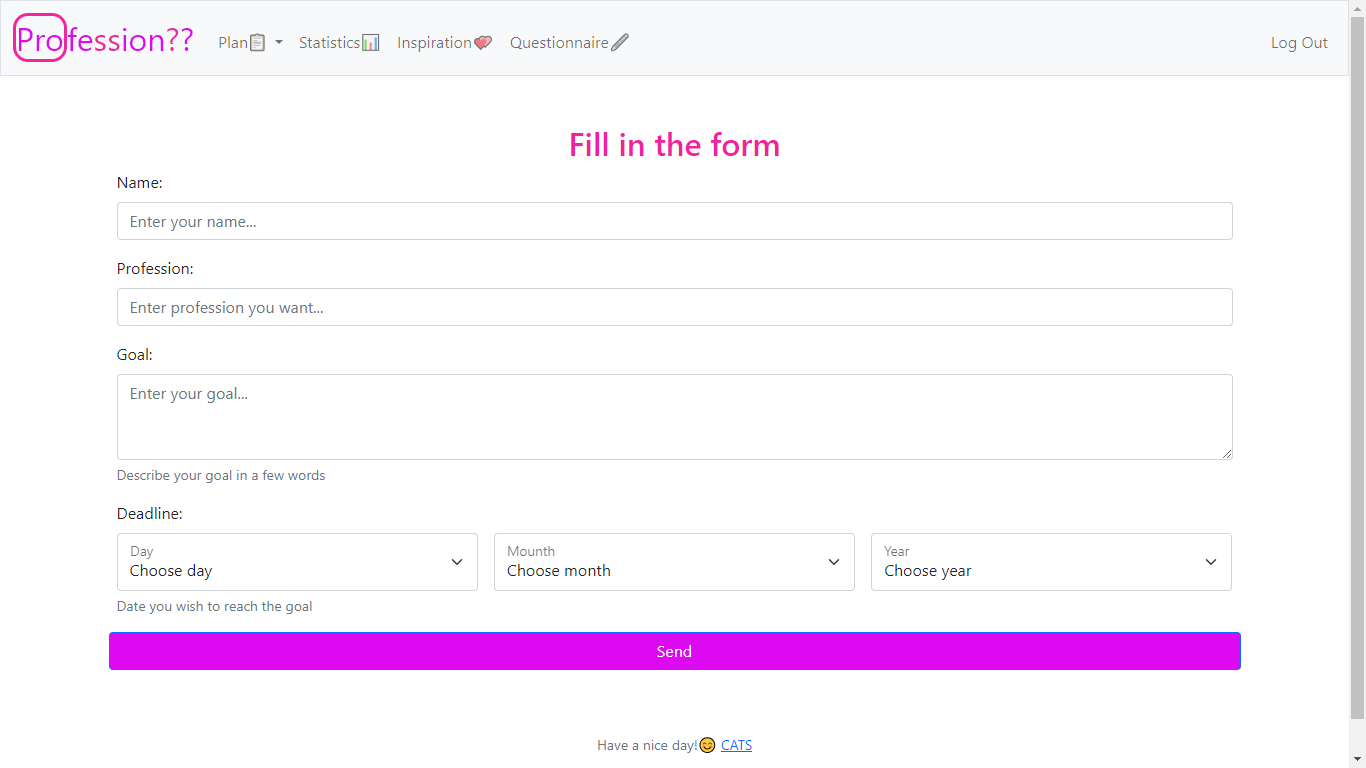 Profession?? Plan Statistics Inspiration Questionnaire Log Out
Fill in the form
Name:
Enter your name...
Profession:
Enter profession you want...
Goal:
Enter your goal...
Describe your goal in a few words
Deadline:
Day Mounth Year
Choose day Choose month Choose year
Date you wish to reach the goal
Send
Have a nice day!😊 CATS